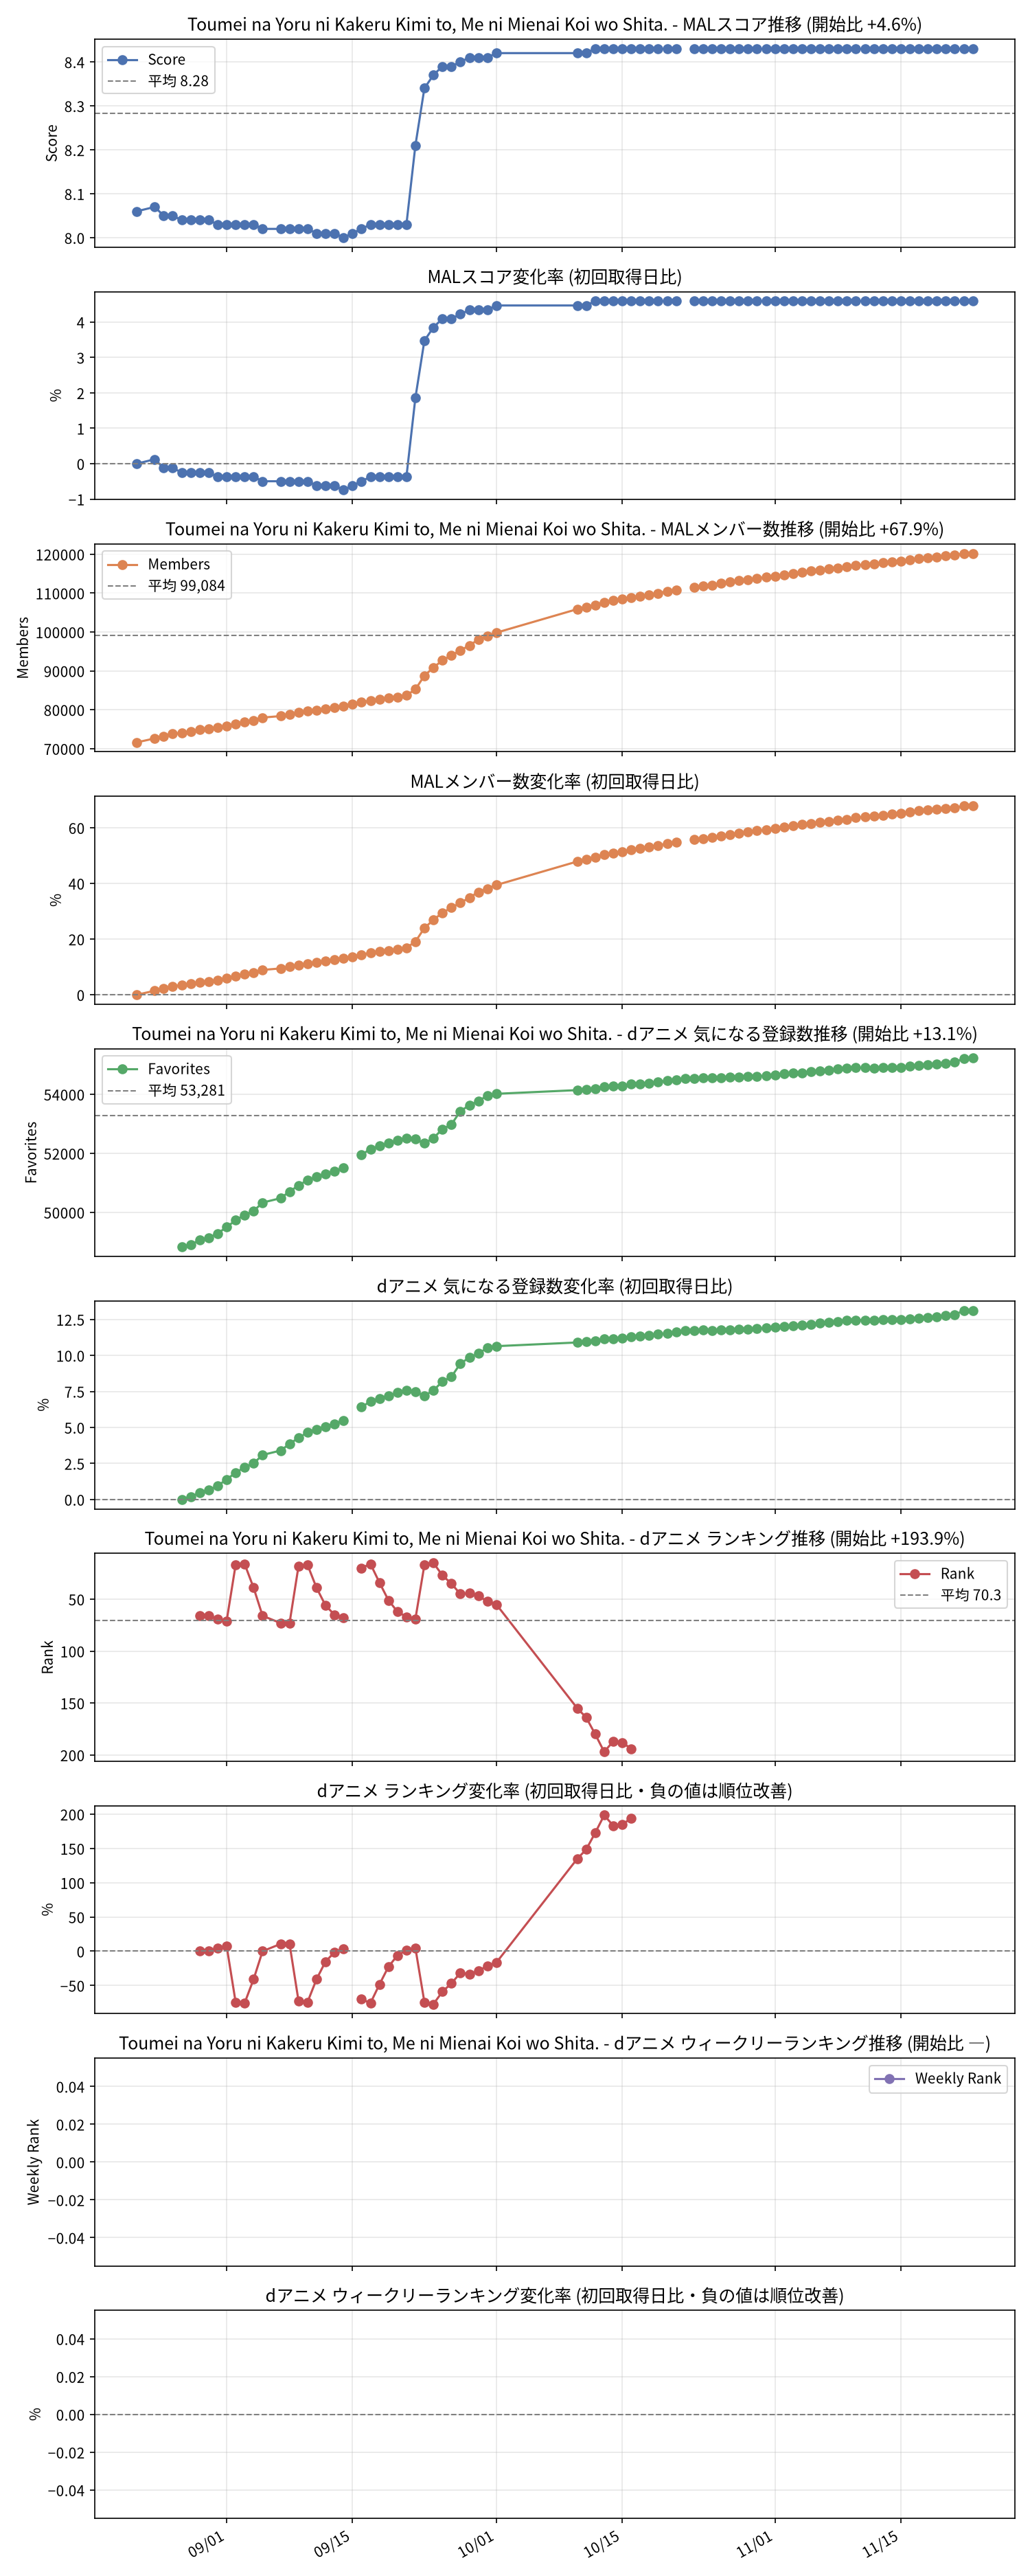 Toumei na Yoru ni Kakeru Kimi to, Me ni Mienai Koi wo Shita. - MALスコア推移 (開始比 +4.6%)
Score
平均 8.28
8.4
8.3
8.2
8.1
8.0
Score
MALスコア変化率 (初回取得日比)
4
3
2
1
0
−1
%
Toumei na Yoru ni Kakeru Kimi to, Me ni Mienai Koi wo Shita. - MALメンバー数推移 (開始比 +67.9%)
Members
平均 99,084
120000
110000
100000
90000
80000
70000
Members
MALメンバー数変化率 (初回取得日比)
60
40
20
0
%
Toumei na Yoru ni Kakeru Kimi to, Me ni Mienai Koi wo Shita. - dアニメ 気になる登録数推移 (開始比 +13.1%)
Favorites
平均 53,281
54000
52000
50000
Favorites
dアニメ 気になる登録数変化率 (初回取得日比)
12.5
10.0
7.5
5.0
2.5
0.0
%
Toumei na Yoru ni Kakeru Kimi to, Me ni Mienai Koi wo Shita. - dアニメ ランキング推移 (開始比 +193.9%)
Rank
平均 70.3
50
100
150
200
Rank
dアニメ ランキング変化率 (初回取得日比・負の値は順位改善)
200
150
100
50
0
−50
%
Toumei na Yoru ni Kakeru Kimi to, Me ni Mienai Koi wo Shita. - dアニメ ウィークリーランキング推移 (開始比 —)
Weekly Rank
0.04
0.02
0.00
−0.02
−0.04
Weekly Rank
dアニメ ウィークリーランキング変化率 (初回取得日比・負の値は順位改善)
0.04
0.02
0.00
−0.02
−0.04
%
09/01
09/15
10/01
10/15
11/01
11/15